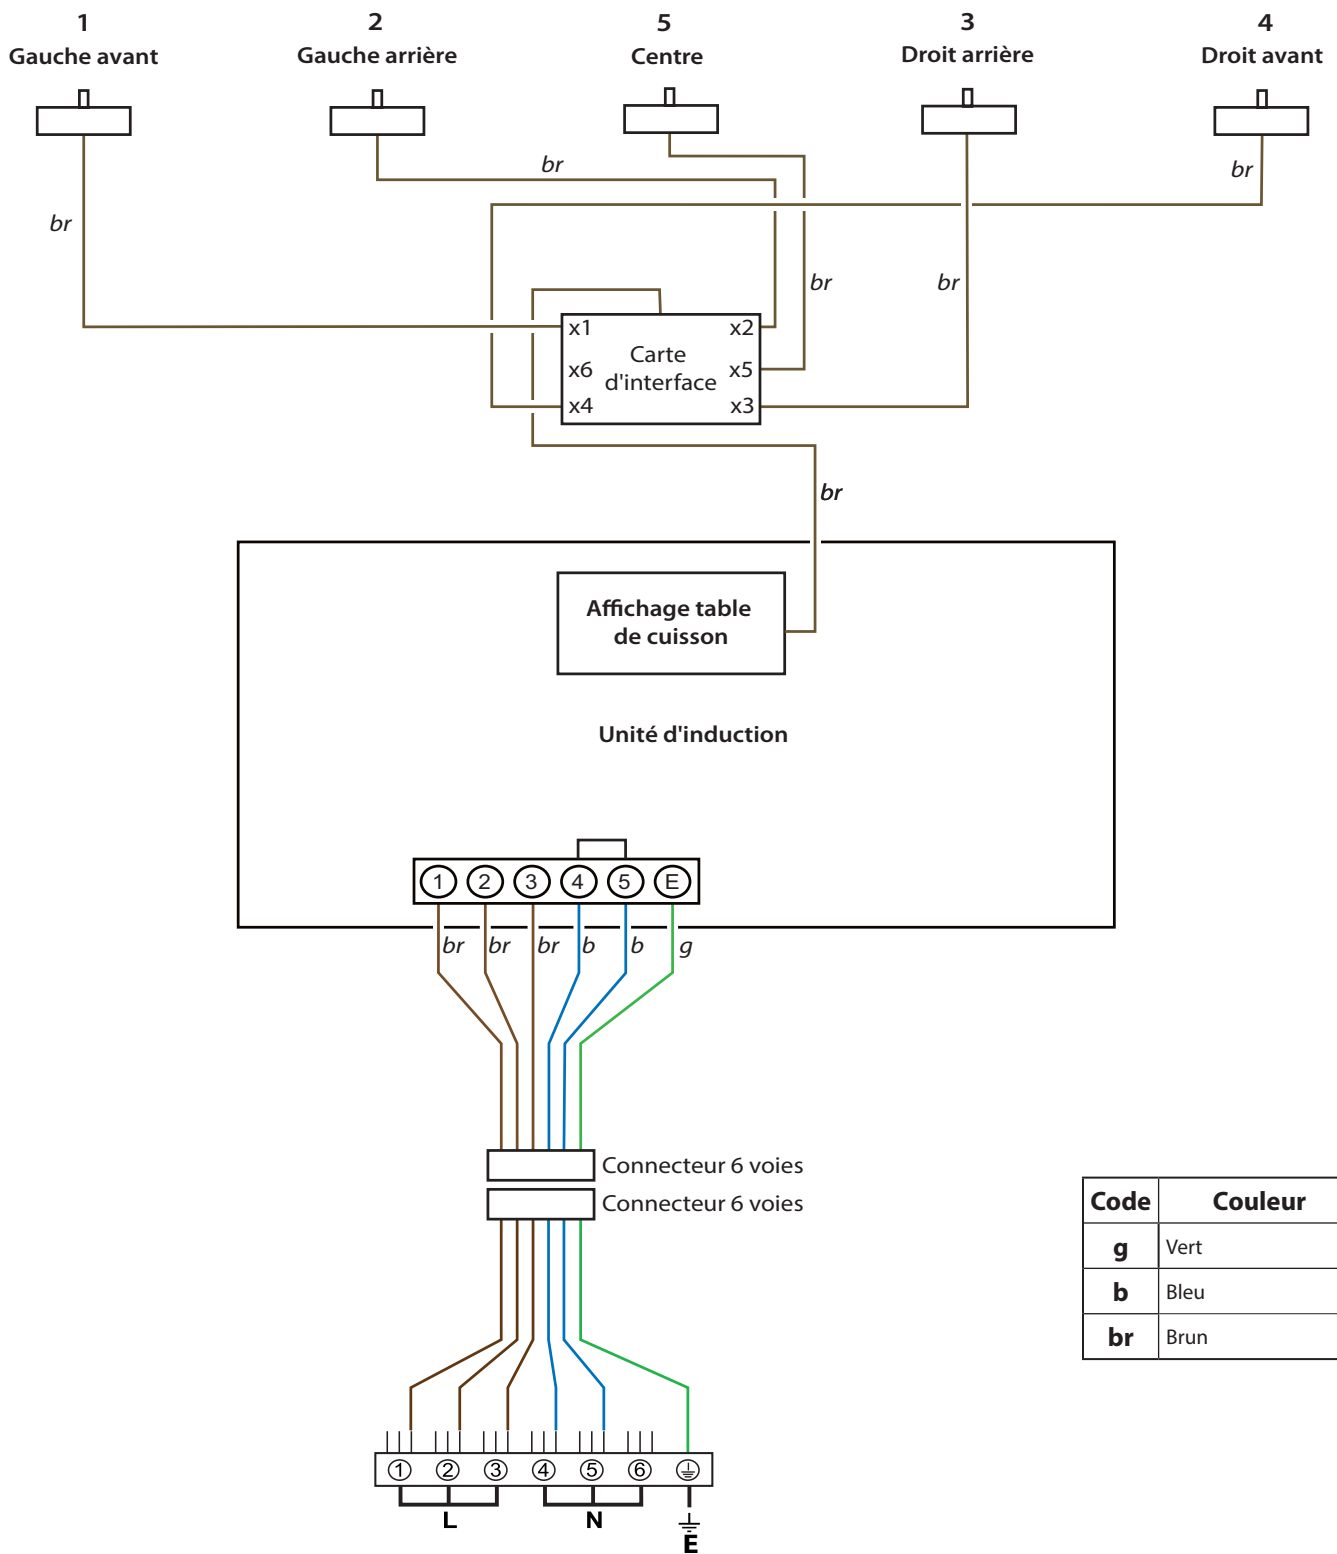 1
Gauche avant
2
Gauche arrière
5
Centre
3
Droit arrière
4
Droit avant
br
br
br
br
br
x1
x2
x6
x5
x4
x3
Carte
d'interface
br
Affichage table
de cuisson
Unité d'induction
1 2 3 4 5 E
br br br b b g
Connecteur 6 voies
Connecteur 6 voies
Code Couleur
g Vert
b Bleu
br Brun
1 2 3 4 5 6
L N
E